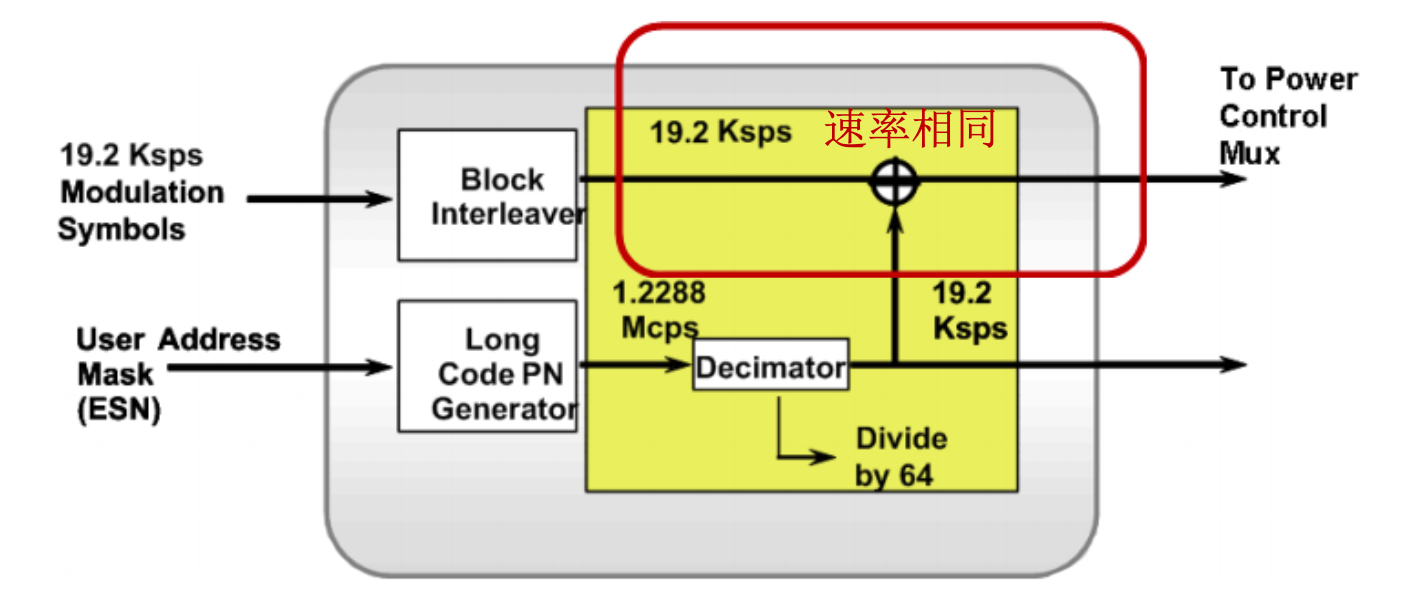 To Power
Control
Mux
19.2 Ksps 速率相同
19.2 Ksps
Modulation
Symbols
Block
Interleaver
1.2288
Mcps
19.2
Ksps
User Address
Mask
(ESN)
Long
Code PN
Generator
Decimator
Divide
by 64